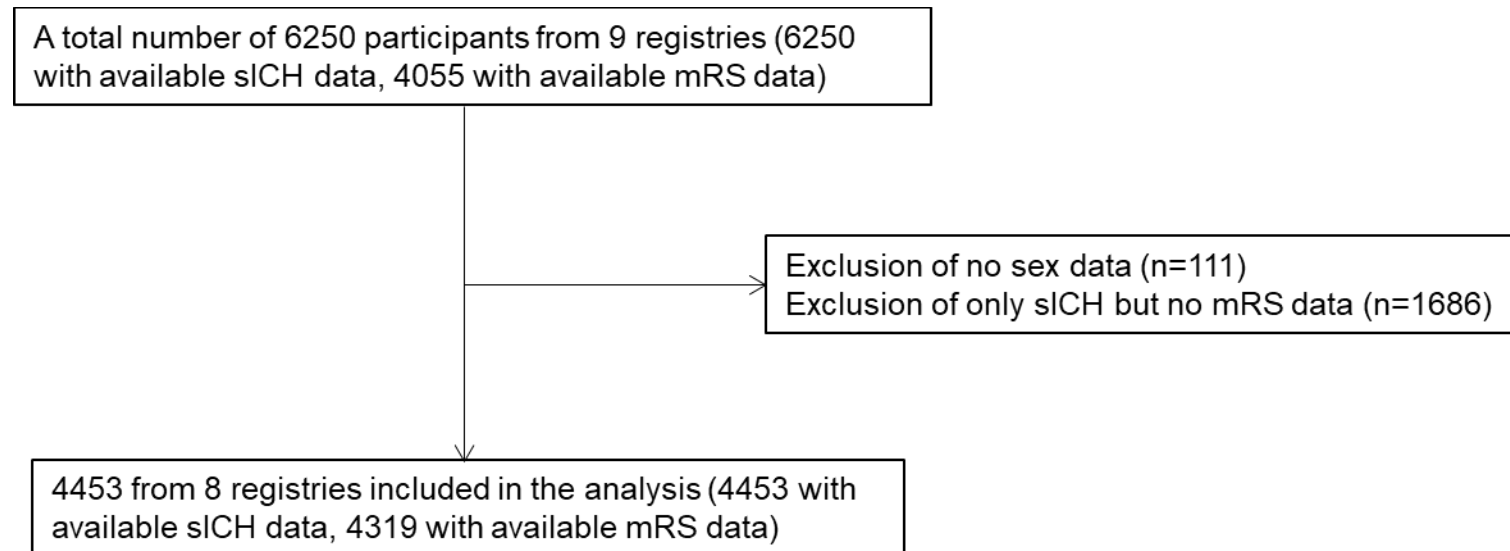 A total number of 6250 participants from 9 registries (6250
with available sICH data, 4055 with available mRS data)
Exclusion of no sex data (n=111)
Exclusion of only sICH but no mRS data (n=1686)
4453 from 8 registries included in the analysis (4453 with
available sICH data, 4319 with available mRS data)